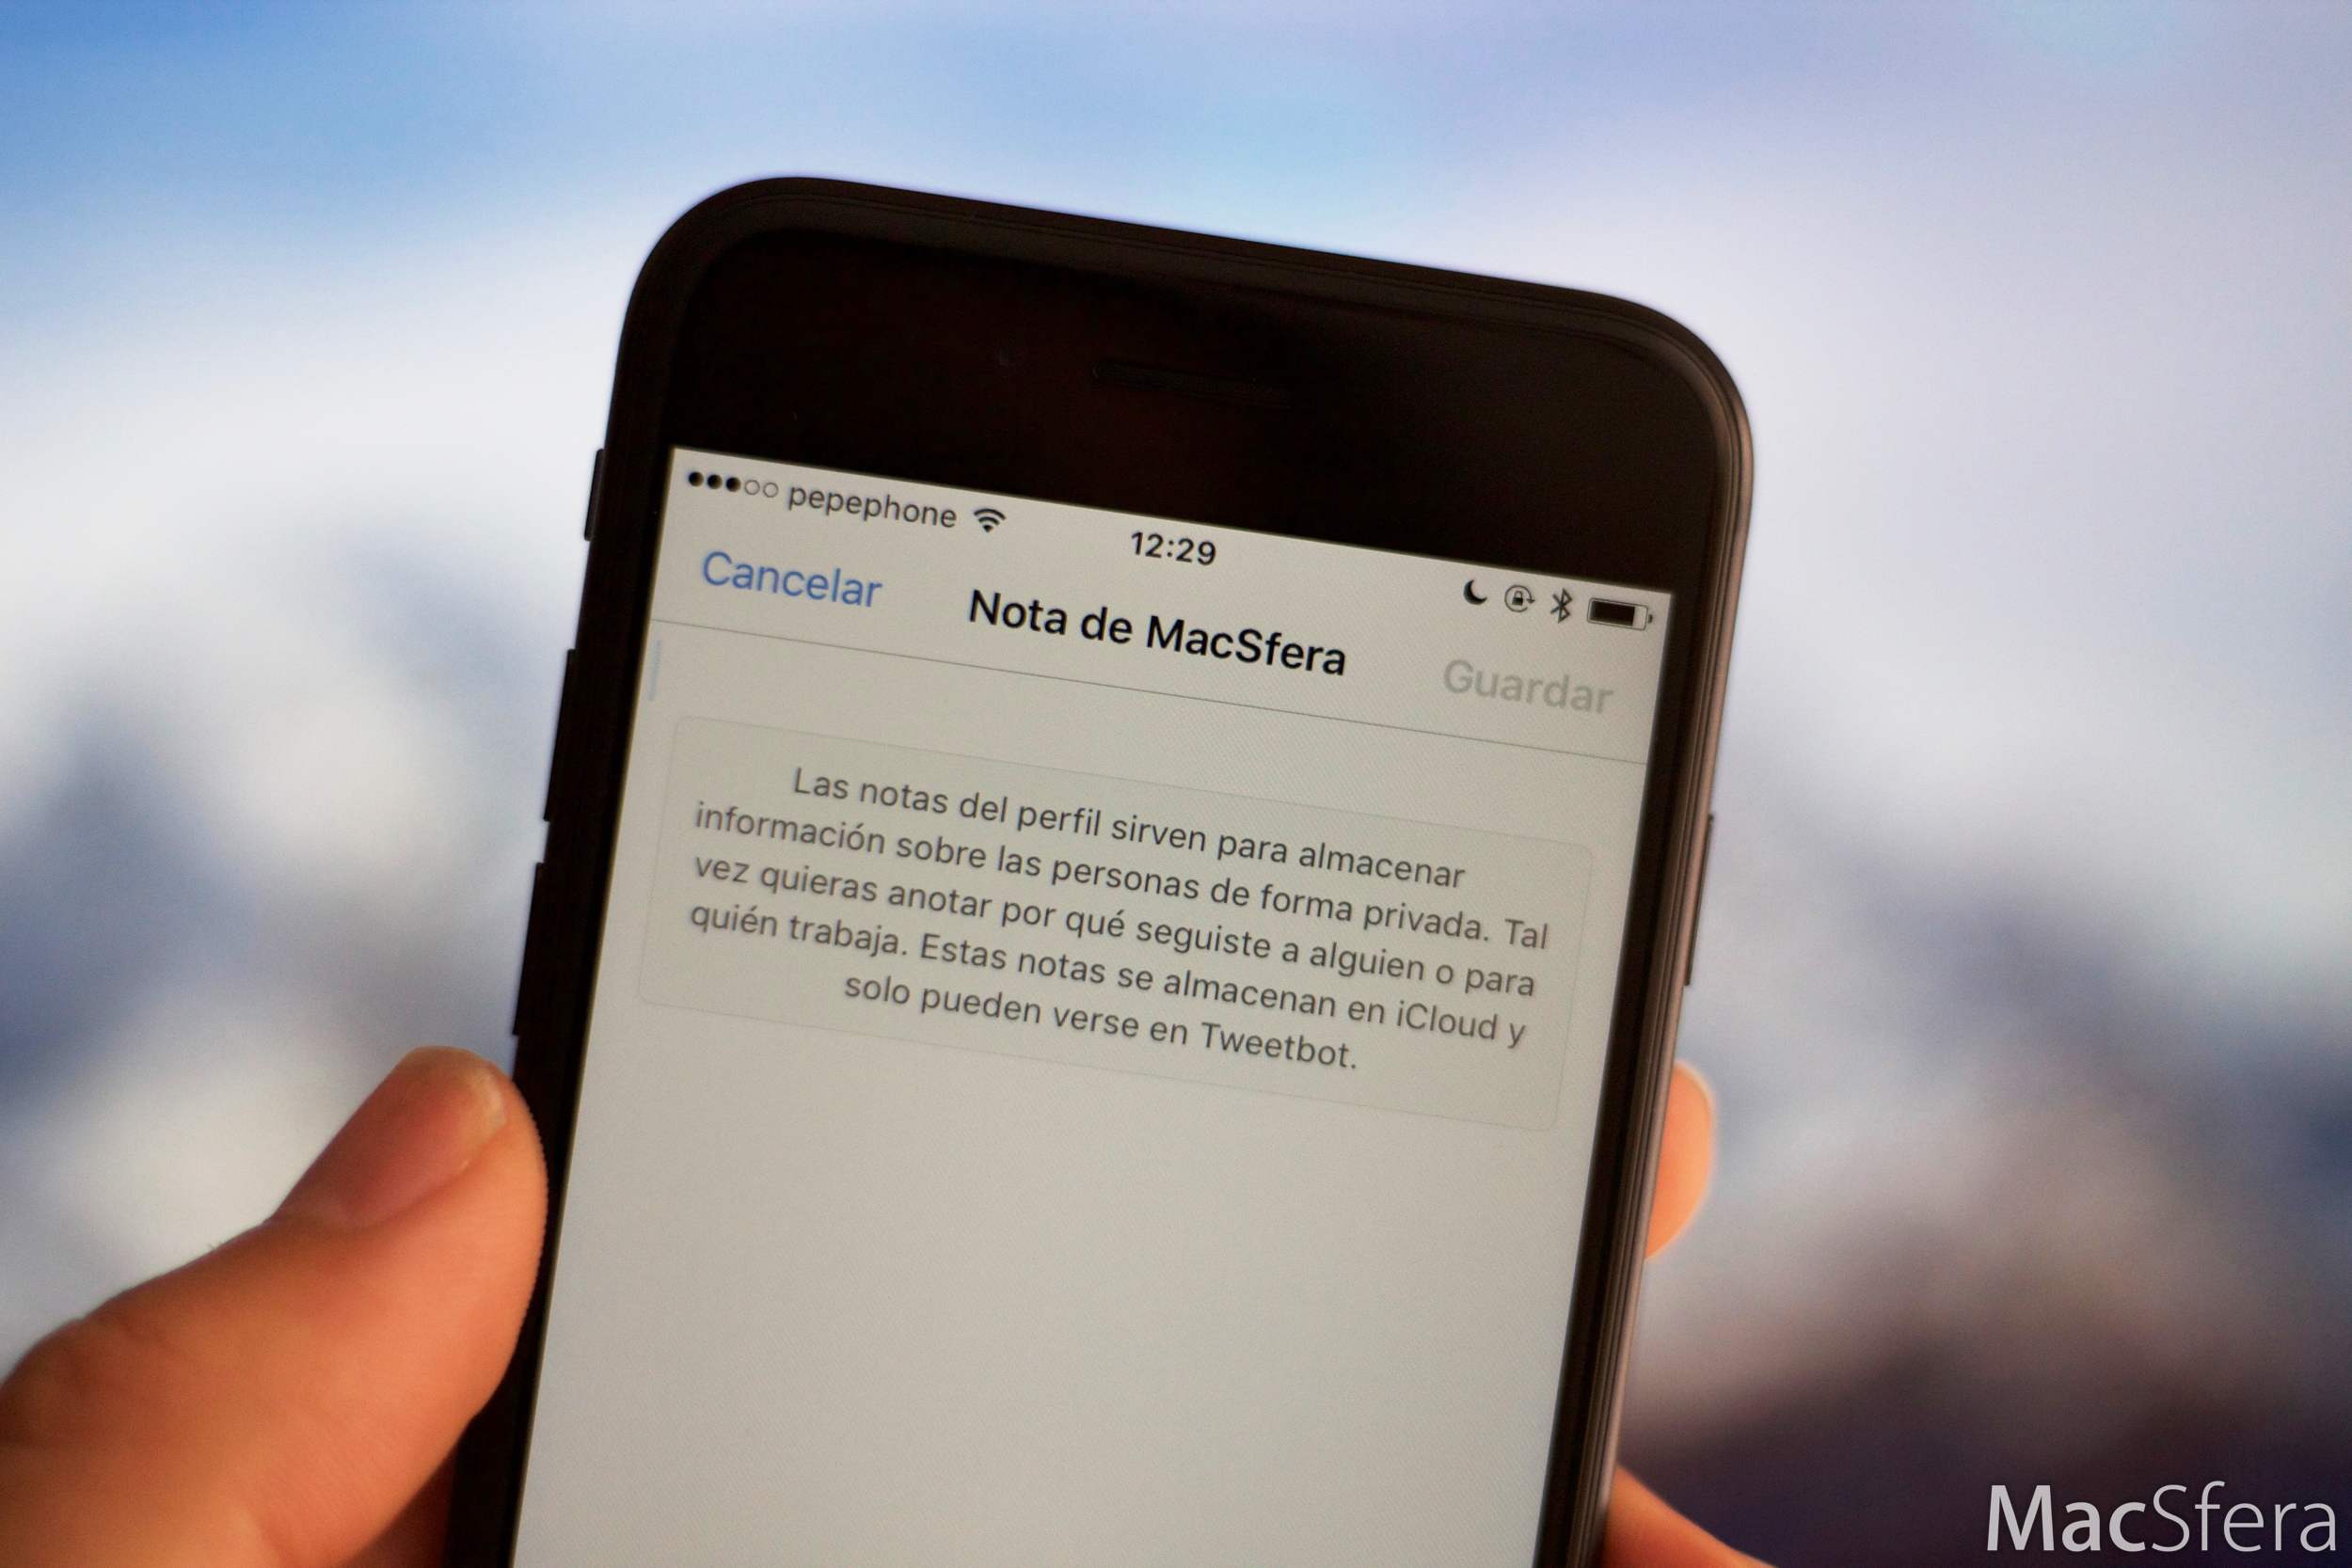 pepephone
12:29
Cancelar
Nota de MacSfera
Guardar
Las notas del perfil sirven para almacenar
información sobre las personas de forma privada. Tal
vez quieras anotar por qué seguiste a alguien o para
quién trabaja. Estas notas se almacenan en iCloud y
solo pueden verse en Tweetbot.
MacSfera